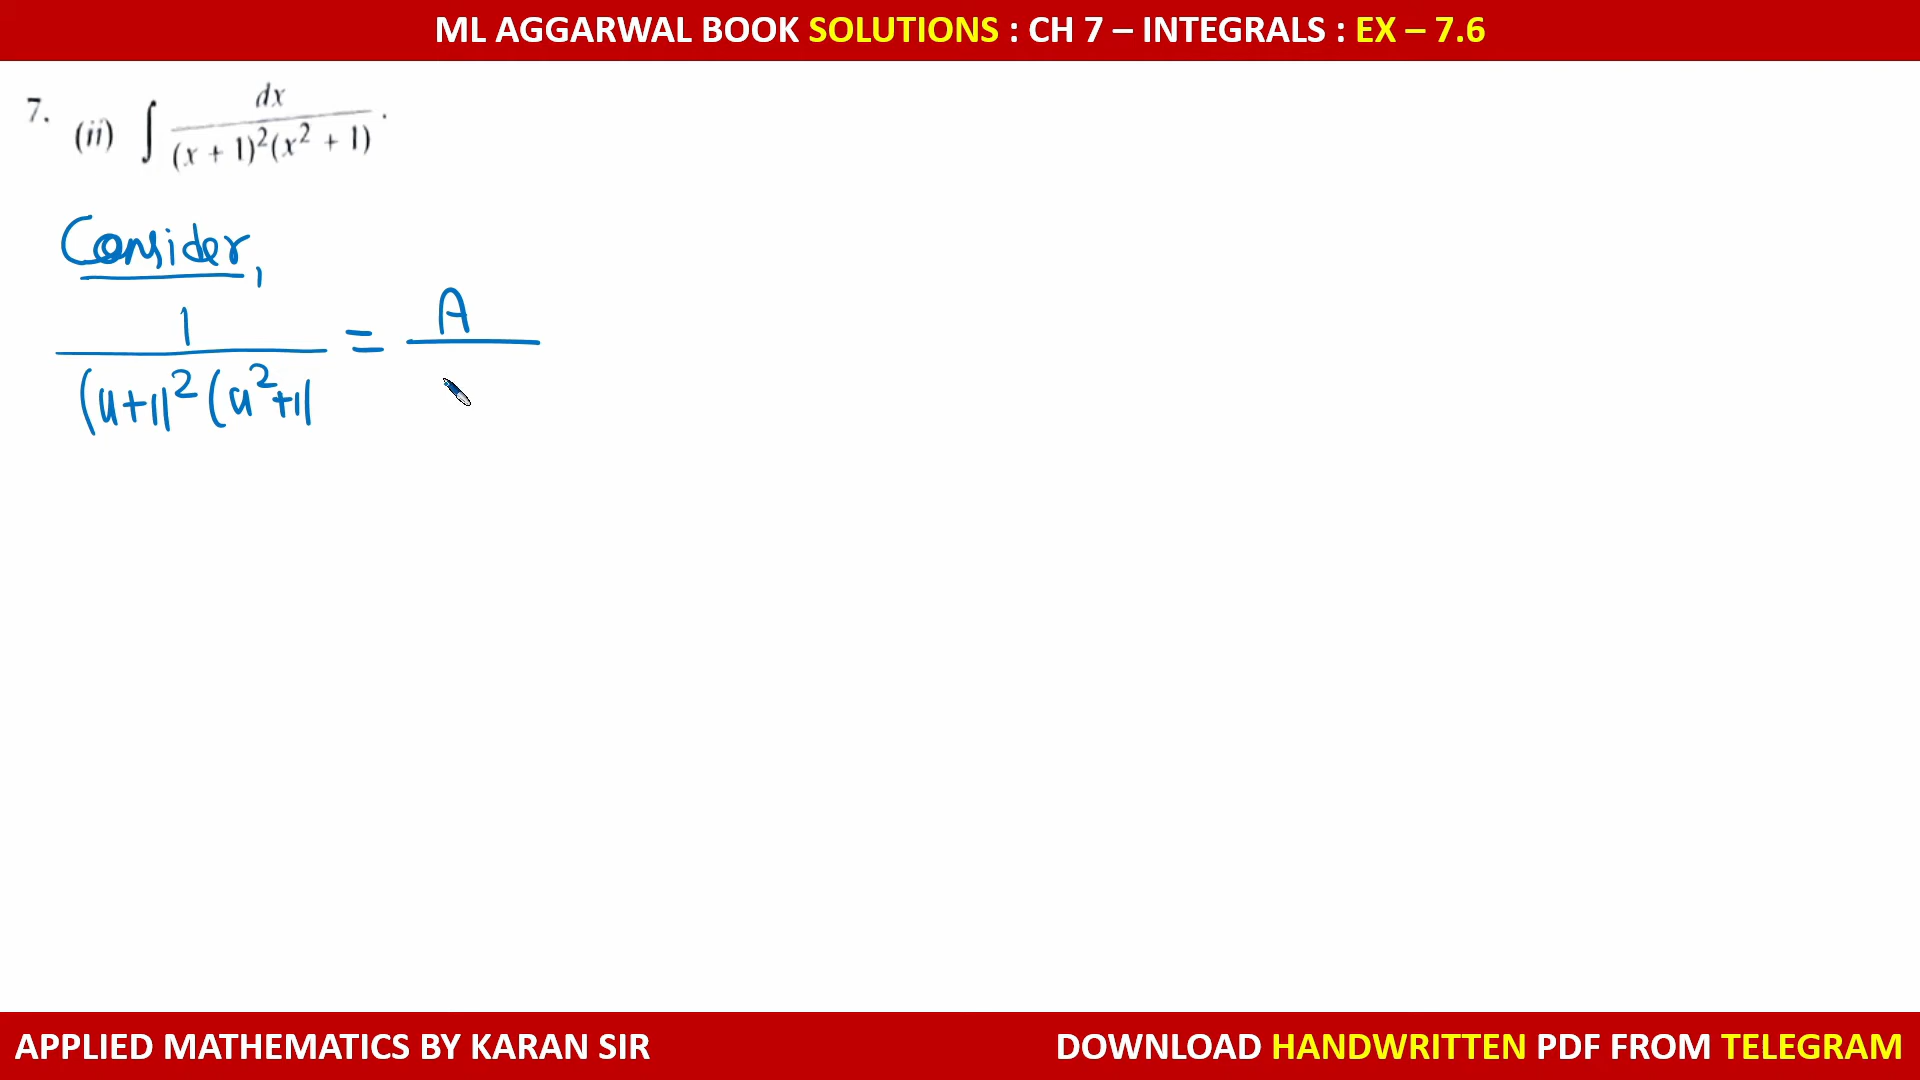 ML AGGARWAL BOOK SOLUTIONS : CH 7 – INTEGRALS : EX – 7.6
7. (ii) ∫ dx / (x + 1)²(x² + 1) .
Consider,
1 / (x+1)² (x²+1) = A
APPLIED MATHEMATICS BY KARAN SIR
DOWNLOAD HANDWRITTEN PDF FROM TELEGRAM